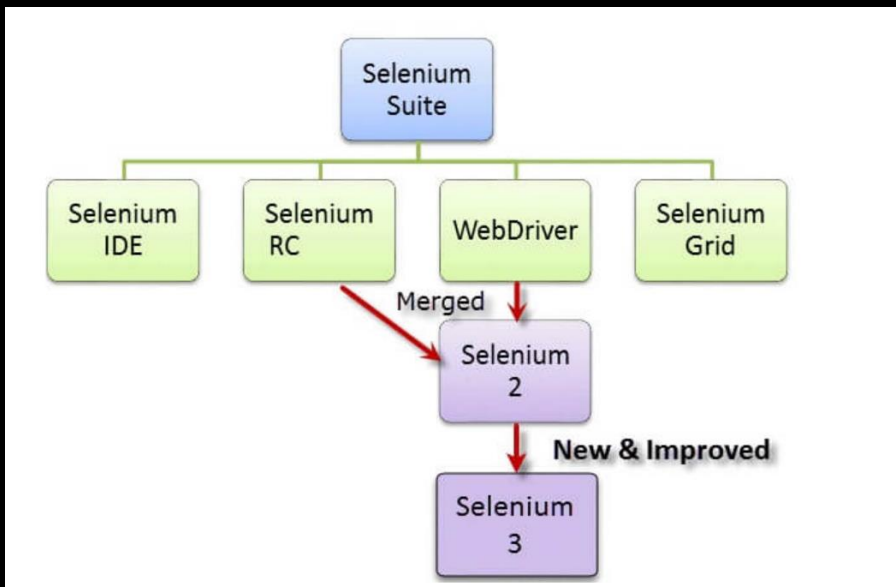 Selenium
Suite
Selenium
IDE
Selenium
RC
WebDriver
Selenium
Grid
Merged
Selenium
2
New & Improved
Selenium
3